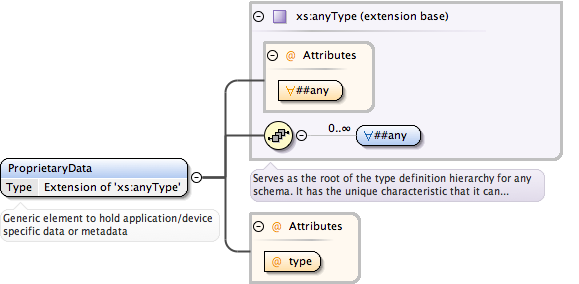 xs:anyType (extension base)
@ Attributes
∀##any
0..∞
∀##any
Serves as the root of the type definition hierarchy for any
schema. It has the unique characteristic that it can...
ProprietaryData
Type Extension of 'xs:anyType'
Generic element to hold application/device
specific data or metadata
@ Attributes
@ type